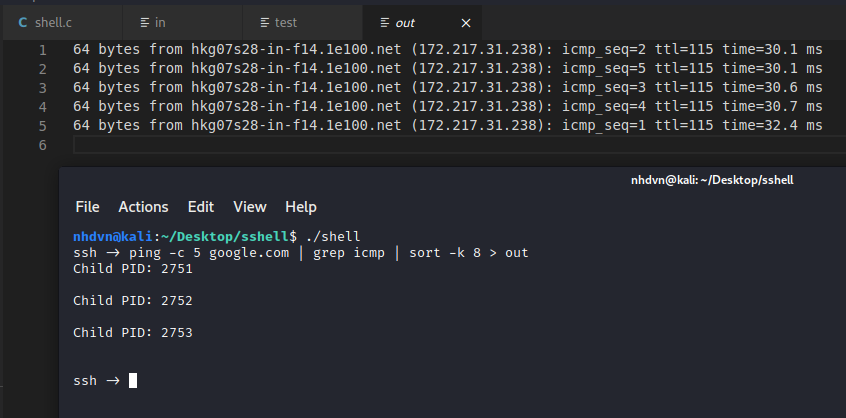 C shell.c in test out ×
1 64 bytes from hkg07s28-in-f14.1e100.net (172.217.31.238): icmp_seq=2 ttl=115 time=30.1 ms
2 64 bytes from hkg07s28-in-f14.1e100.net (172.217.31.238): icmp_seq=5 ttl=115 time=30.1 ms
3 64 bytes from hkg07s28-in-f14.1e100.net (172.217.31.238): icmp_seq=3 ttl=115 time=30.6 ms
4 64 bytes from hkg07s28-in-f14.1e100.net (172.217.31.238): icmp_seq=4 ttl=115 time=30.7 ms
5 64 bytes from hkg07s28-in-f14.1e100.net (172.217.31.238): icmp_seq=1 ttl=115 time=32.4 ms
6
nhdvn@kali: ~/Desktop/sshell
File Actions Edit View Help
nhdvn@kali:~/Desktop/sshell$ ./shell
ssh → ping -c 5 google.com | grep icmp | sort -k 8 > out
Child PID: 2751
Child PID: 2752
Child PID: 2753
ssh →